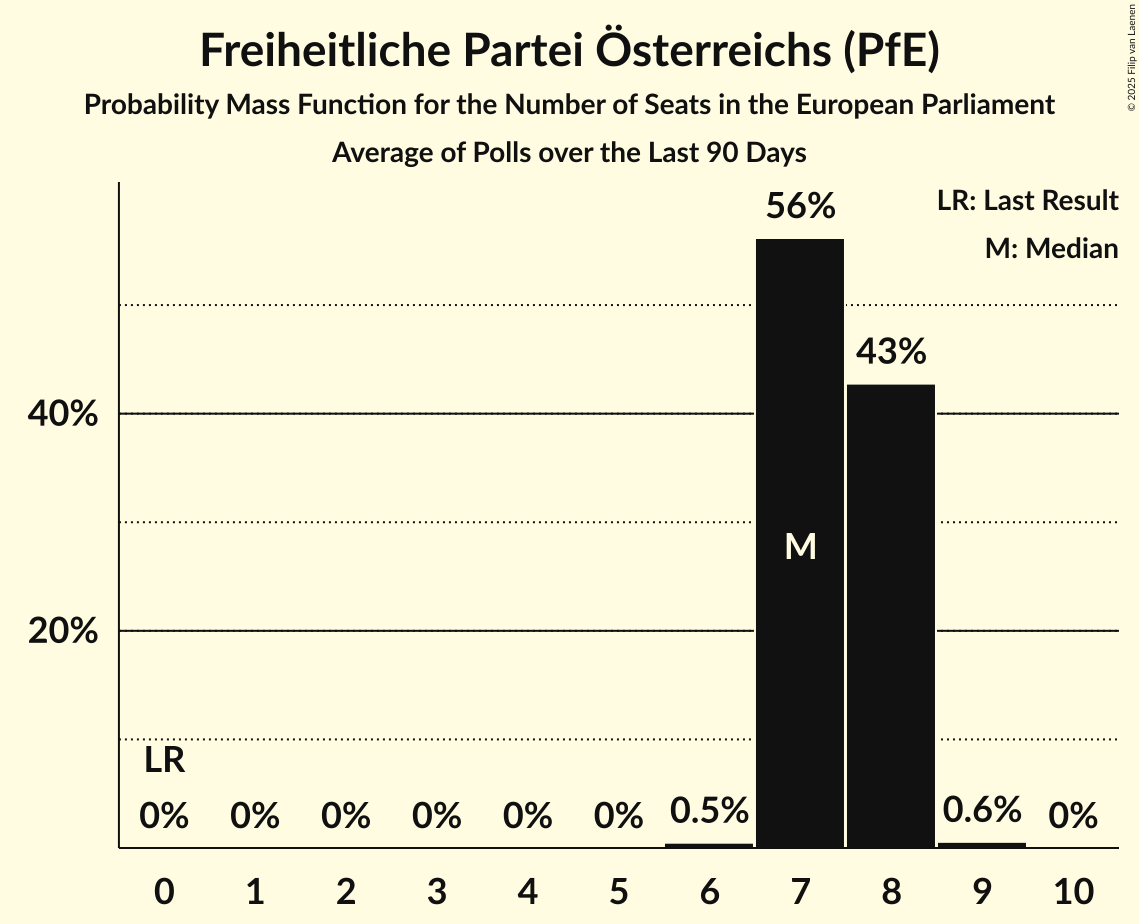 Freiheitliche Partei Österreichs (PfE)
Probability Mass Function for the Number of Seats in the European Parliament
Average of Polls over the Last 90 Days
© 2025 Filip van Laenen
LR: Last Result
M: Median
56%
43%
40%
M
20%
LR
0% 0% 0% 0% 0% 0% 0.5% 0.6% 0%
0 1 2 3 4 5 6 7 8 9 10